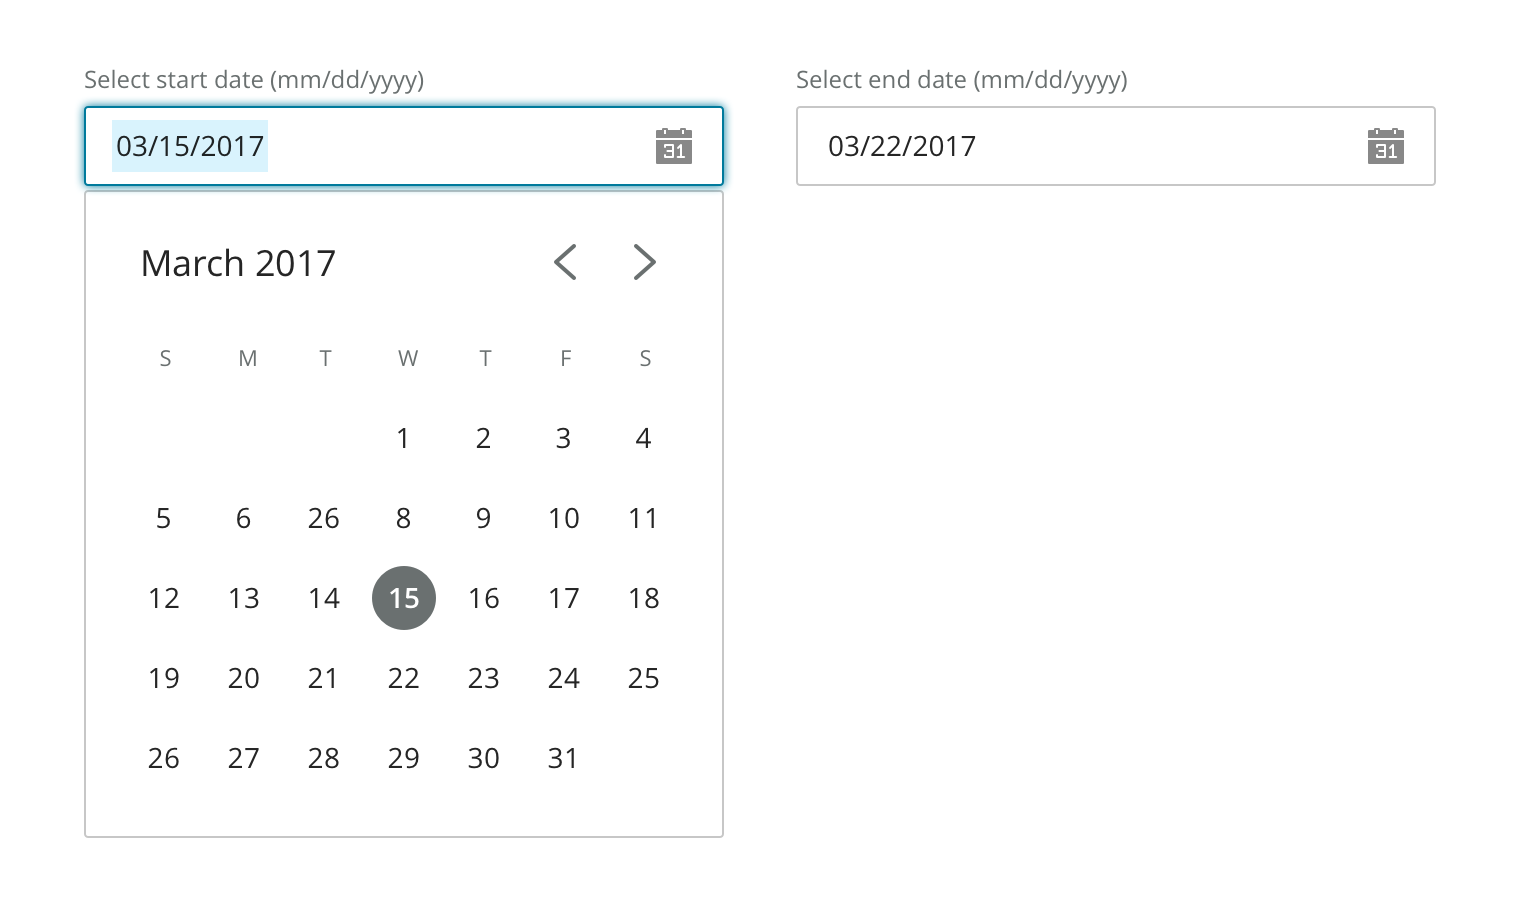 Select start date (mm/dd/yyyy)
Select end date (mm/dd/yyyy)
03/15/2017
31
03/22/2017
31
March 2017
S M T W T F S
1 2 3 4
5 6 26 8 9 10 11
12 13 14 15 16 17 18
19 20 21 22 23 24 25
26 27 28 29 30 31